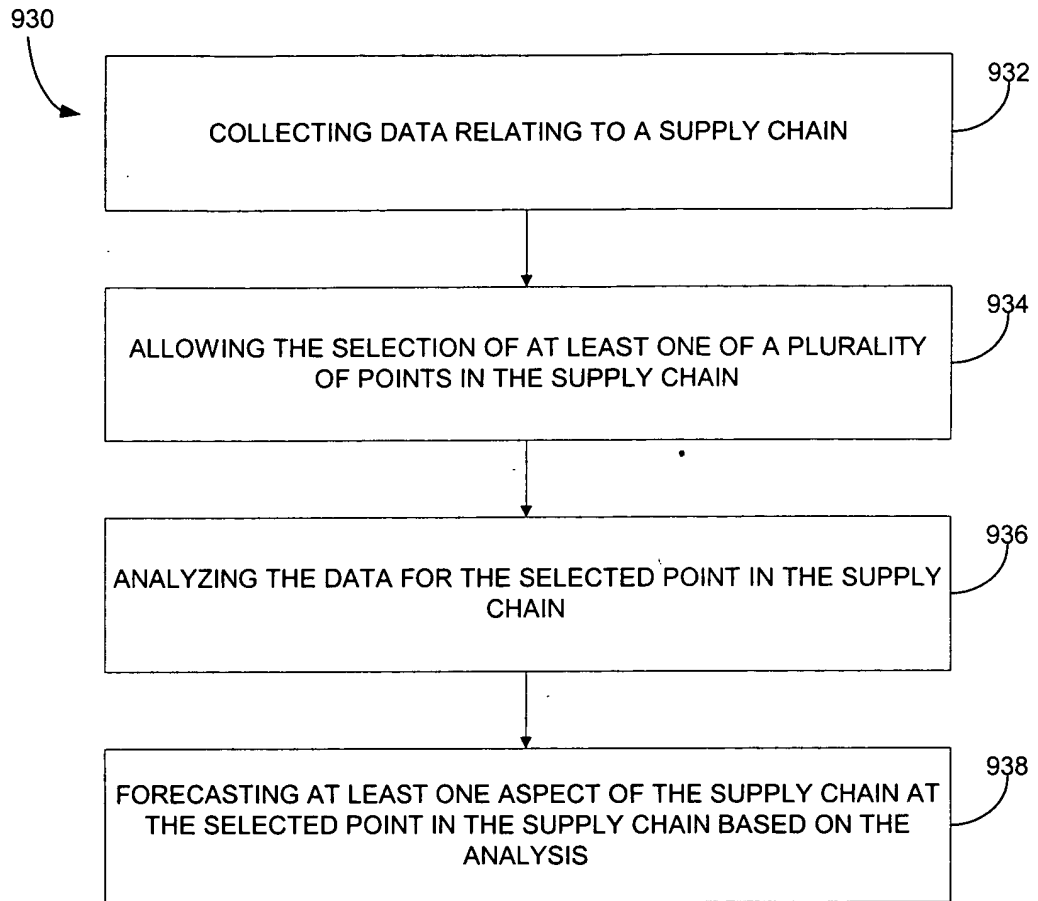 930
932
COLLECTING DATA RELATING TO A SUPPLY CHAIN
934
ALLOWING THE SELECTION OF AT LEAST ONE OF A PLURALITY
OF POINTS IN THE SUPPLY CHAIN
936
ANALYZING THE DATA FOR THE SELECTED POINT IN THE SUPPLY
CHAIN
938
FORECASTING AT LEAST ONE ASPECT OF THE SUPPLY CHAIN AT
THE SELECTED POINT IN THE SUPPLY CHAIN BASED ON THE
ANALYSIS